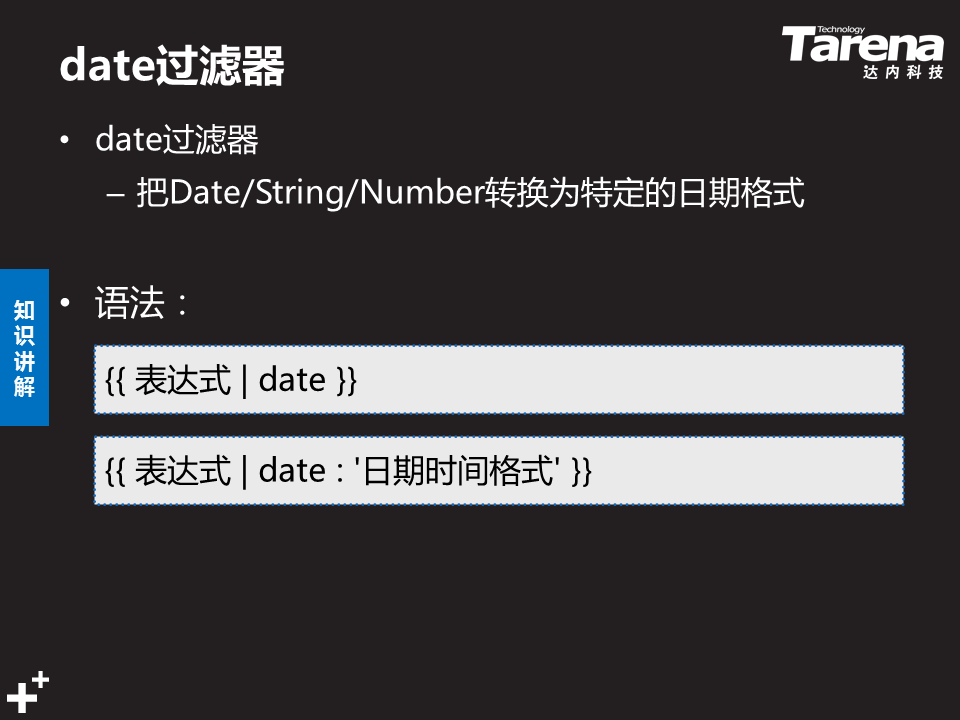 date过滤器
Technology
Tarena
达内科技
• date过滤器
– 把Date/String/Number转换为特定的日期格式
知识讲解
• 语法：
{{ 表达式 | date }}
{{ 表达式 | date : '日期时间格式' }}